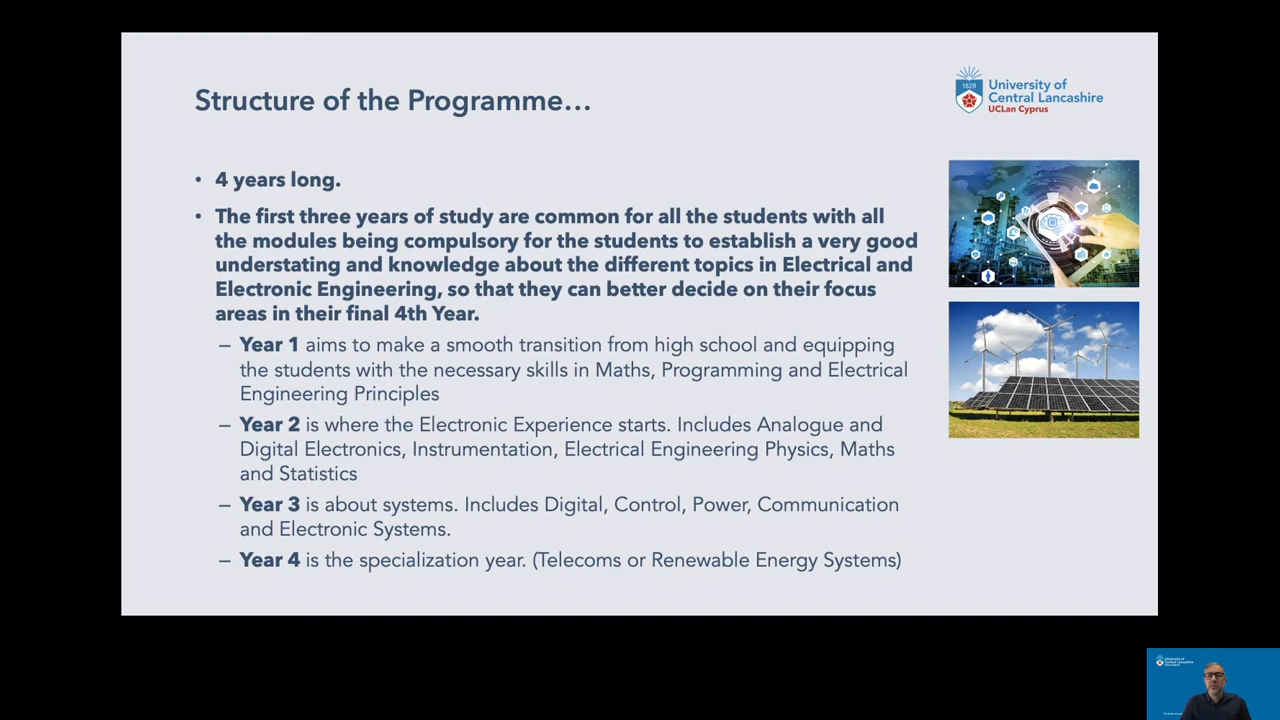 Structure of the Programme…
University of
Central Lancashire
UCLan Cyprus
1828
• 4 years long.
• The first three years of study are common for all the students with all
the modules being compulsory for the students to establish a very good
understating and knowledge about the different topics in Electrical and
Electronic Engineering, so that they can better decide on their focus
areas in their final 4th Year.
– Year 1 aims to make a smooth transition from high school and equipping
the students with the necessary skills in Maths, Programming and Electrical
Engineering Principles
– Year 2 is where the Electronic Experience starts. Includes Analogue and
Digital Electronics, Instrumentation, Electrical Engineering Physics, Maths
and Statistics
– Year 3 is about systems. Includes Digital, Control, Power, Communication
and Electronic Systems.
– Year 4 is the specialization year. (Telecoms or Renewable Energy Systems)
University of
Central Lancashire